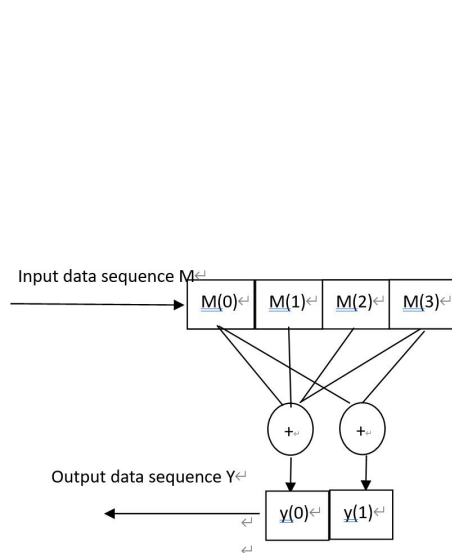 Input data sequence M
M(0) M(1) M(2) M(3)
+ +
Output data sequence Y
y(0) y(1)